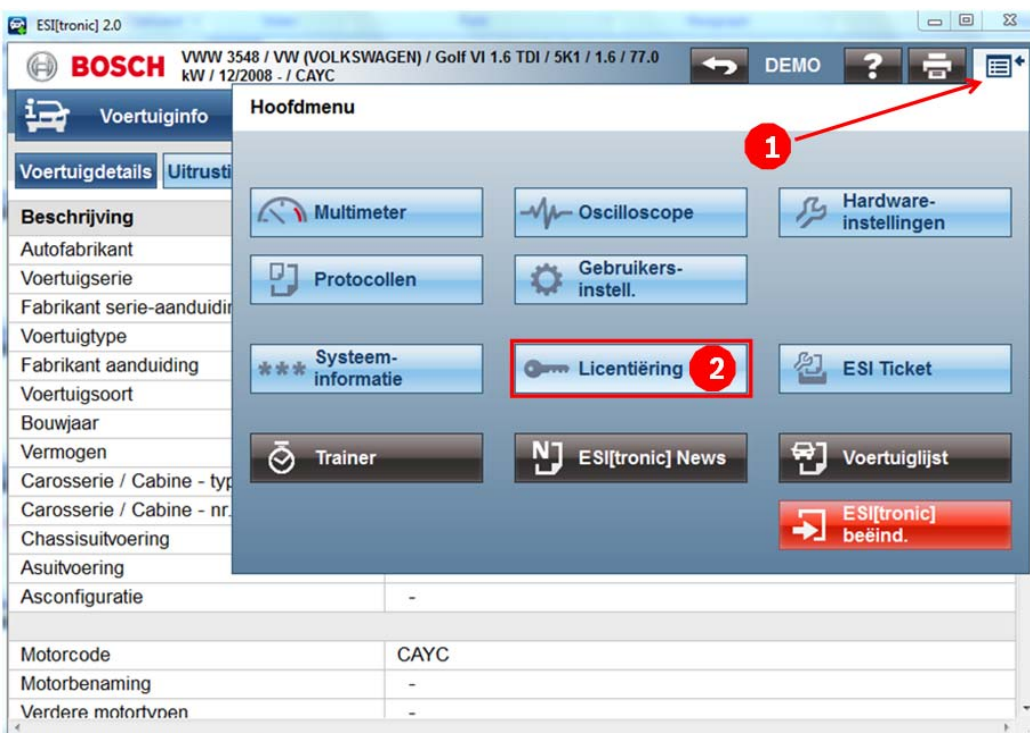 ESI[tronic] 2.0
BOSCH
VWW 3548 / VW (VOLKSWAGEN) / Golf VI 1.6 TDI / 5K1 / 1.6 / 77.0
kW / 12/2008 - / CAYC
DEMO
?
Voertuiginfo
Hoofdmenu
1
Voertuigdetails
Uitrusti
Multimeter
Oscilloscope
Hardware-
instellingen
Protocollen
Gebruikers-
instell.
Systeem-
informatie
Licentiëring
2
ESI Ticket
Trainer
ESI[tronic] News
Voertuiglijst
ESI[tronic]
beëind.
Beschrijving
Autofabrikant
Voertuigserie
Fabrikant serie-aanduidin
Voertuigtype
Fabrikant aanduiding
Voertuigsoort
Bouwjaar
Vermogen
Carosserie / Cabine - typ
Carosserie / Cabine - nr.
Chassisuitvoering
Asuitvoering
Asconfiguratie -
Motorcode CAYC
Motorbenaming -
Verdere motortypen -